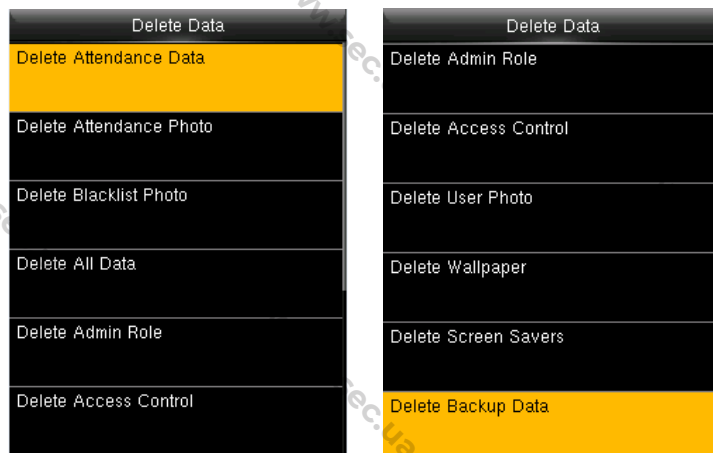 Delete Data
Delete Attendance Data
Delete Attendance Photo
Delete Blacklist Photo
Delete All Data
Delete Admin Role
Delete Access Control
Delete Data
Delete Admin Role
Delete Access Control
Delete User Photo
Delete Wallpaper
Delete Screen Savers
Delete Backup Data